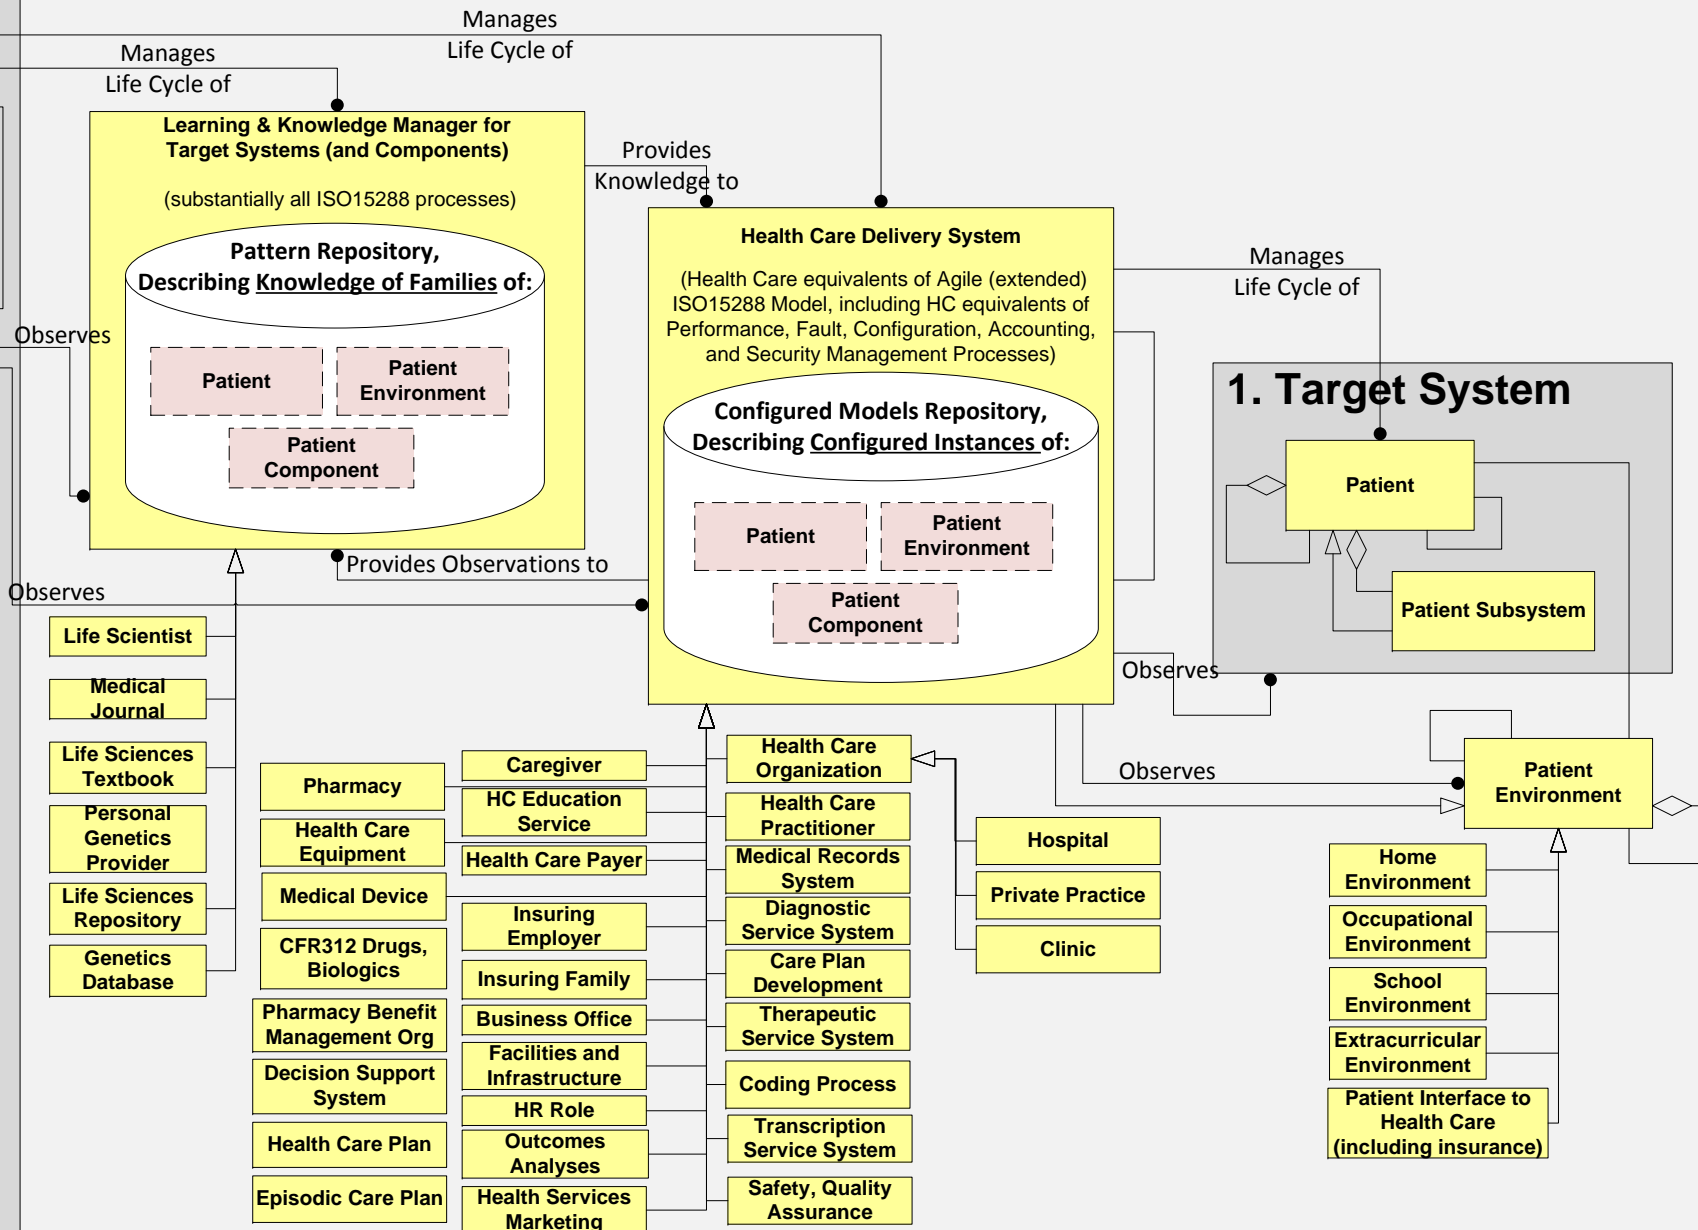 Manages
Life Cycle of
Manages
Life Cycle of
Learning & Knowledge Manager for
Target Systems (and Components)
(substantially all ISO15288 processes)
Pattern Repository,
Describing Knowledge of Families of:
Patient
Patient
Environment
Patient
Component
Observes
Provides
Knowledge to
Health Care Delivery System
(Health Care equivalents of Agile (extended)
ISO15288 Model, including HC equivalents of
Performance, Fault, Configuration, Accounting,
and Security Management Processes)
Configured Models Repository,
Describing Configured Instances of:
Patient
Patient
Environment
Patient
Component
Manages
Life Cycle of
1. Target System
Patient
Patient Subsystem
Provides Observations to
Observes
Observes
Observes
Life Scientist
Medical
Journal
Life Sciences
Textbook
Personal
Genetics
Provider
Life Sciences
Repository
Genetics
Database
Pharmacy
Health Care
Equipment
Medical Device
CFR312 Drugs,
Biologics
Pharmacy Benefit
Management Org
Decision Support
System
Health Care Plan
Episodic Care Plan
Caregiver
HC Education
Service
Health Care Payer
Insuring
Employer
Insuring Family
Business Office
Facilities and
Infrastructure
HR Role
Outcomes
Analyses
Health Services
Marketing
Health Care
Organization
Health Care
Practitioner
Medical Records
System
Diagnostic
Service System
Care Plan
Development
Therapeutic
Service System
Coding Process
Transcription
Service System
Safety, Quality
Assurance
Hospital
Private Practice
Clinic
Patient
Environment
Home
Environment
Occupational
Environment
School
Environment
Extracurricular
Environment
Patient Interface to
Health Care
(including insurance)